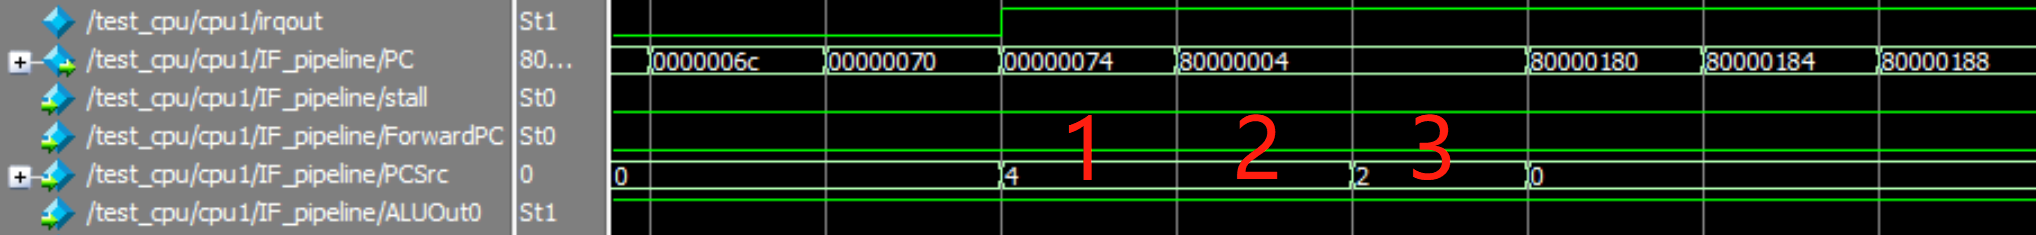 /test_cpu/cpu1/irqout St1
/test_cpu/cpu1/IF_pipeline/PC 80... 0000006c 00000070 00000074 80000004 80000180 80000184 80000188
/test_cpu/cpu1/IF_pipeline/stall St0
/test_cpu/cpu1/IF_pipeline/ForwardPC St0
1 2 3
/test_cpu/cpu1/IF_pipeline/PCSrc 0 0 4 2 0
/test_cpu/cpu1/IF_pipeline/ALUOut0 St1